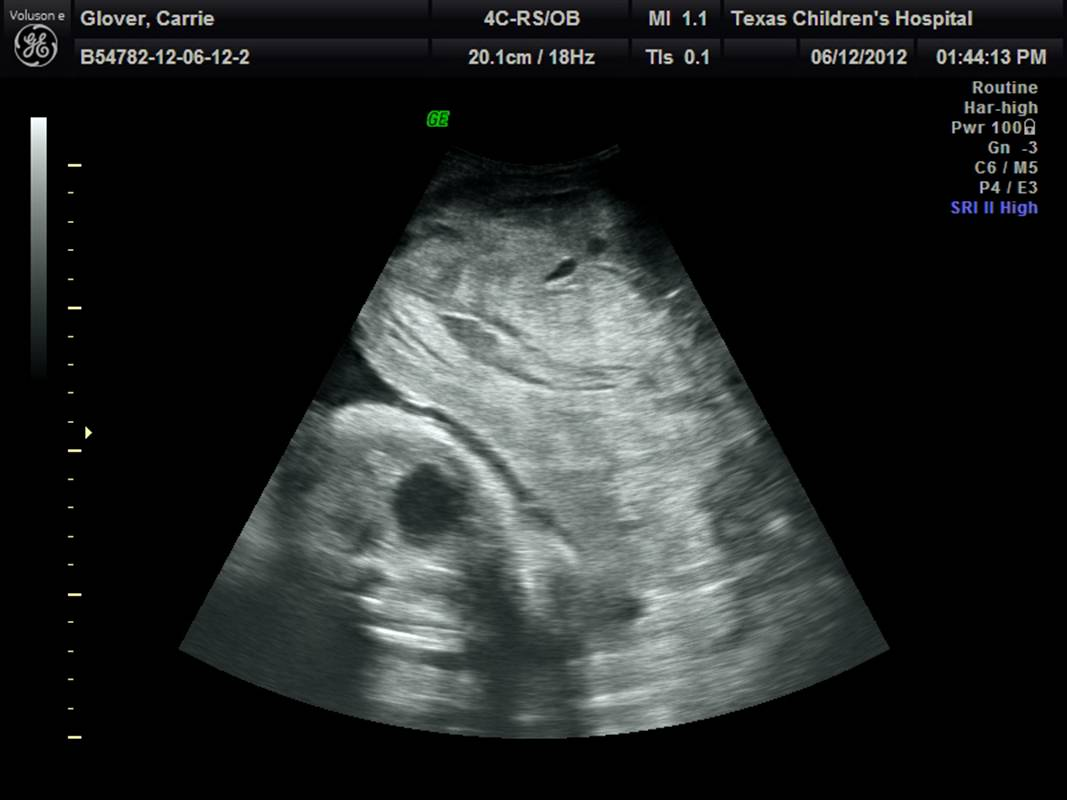 Voluson e
Glover, Carrie
4C-RS/OB
MI 1.1
Texas Children's Hospital
GE
B54782-12-06-12-2
20.1cm / 18Hz
TIs 0.1
06/12/2012
01:44:13 PM
Routine
Har-high
Pwr 100
Gn -3
C6 / M5
P4 / E3
SRI II High
GE